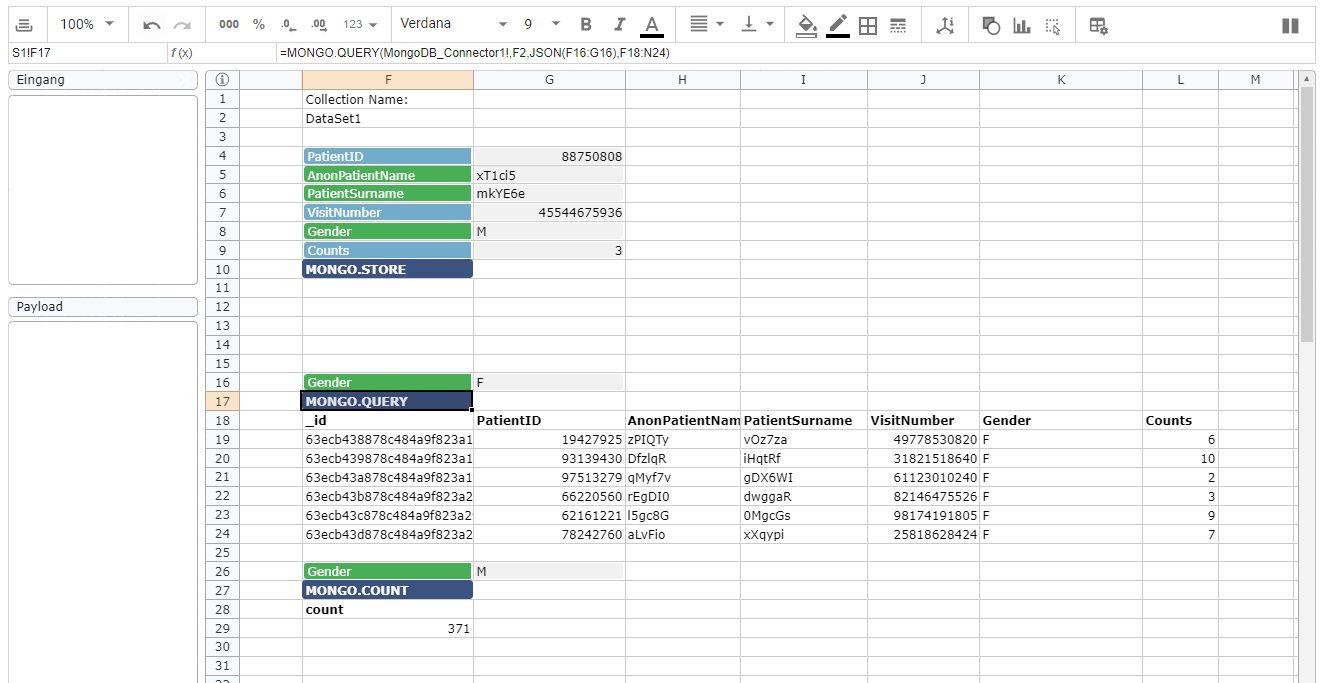 100% 000 % .0 .00 123 Verdana 9 B I A
S1!F17 f (x) =MONGO.QUERY(MongoDB_Connector1!,F2,JSON(F16:G16),F18:N24)
Eingang
Payload
F G H I J K L M
1 Collection Name:
2 DataSet1
3
4 PatientID 88750808
5 AnonPatientName xT1ci5
6 PatientSurname mkYE6e
7 VisitNumber 45544675936
8 Gender M
9 Counts 3
10 MONGO.STORE
11
12
13
14
15
16 Gender F
17 MONGO.QUERY
18 _id PatientID AnonPatientNam PatientSurname VisitNumber Gender Counts
19 63ecb438878c484a9f823a1 19427925 zPIQTy vOz7za 49778530820 F 6
20 63ecb439878c484a9f823a1 93139430 DfzlqR iHqtRf 31821518640 F 10
21 63ecb43a878c484a9f823a1 97513279 qMyf7v gDX6WI 61123010240 F 2
22 63ecb43b878c484a9f823a2 66220560 rEgDI0 dwggaR 82146475526 F 3
23 63ecb43c878c484a9f823a2 62161221 l5gc8G 0MgcGs 98174191805 F 9
24 63ecb43d878c484a9f823a2 78242760 aLvFio xXqypi 25818628424 F 7
25
26 Gender M
27 MONGO.COUNT
28 count
29 371
30
31